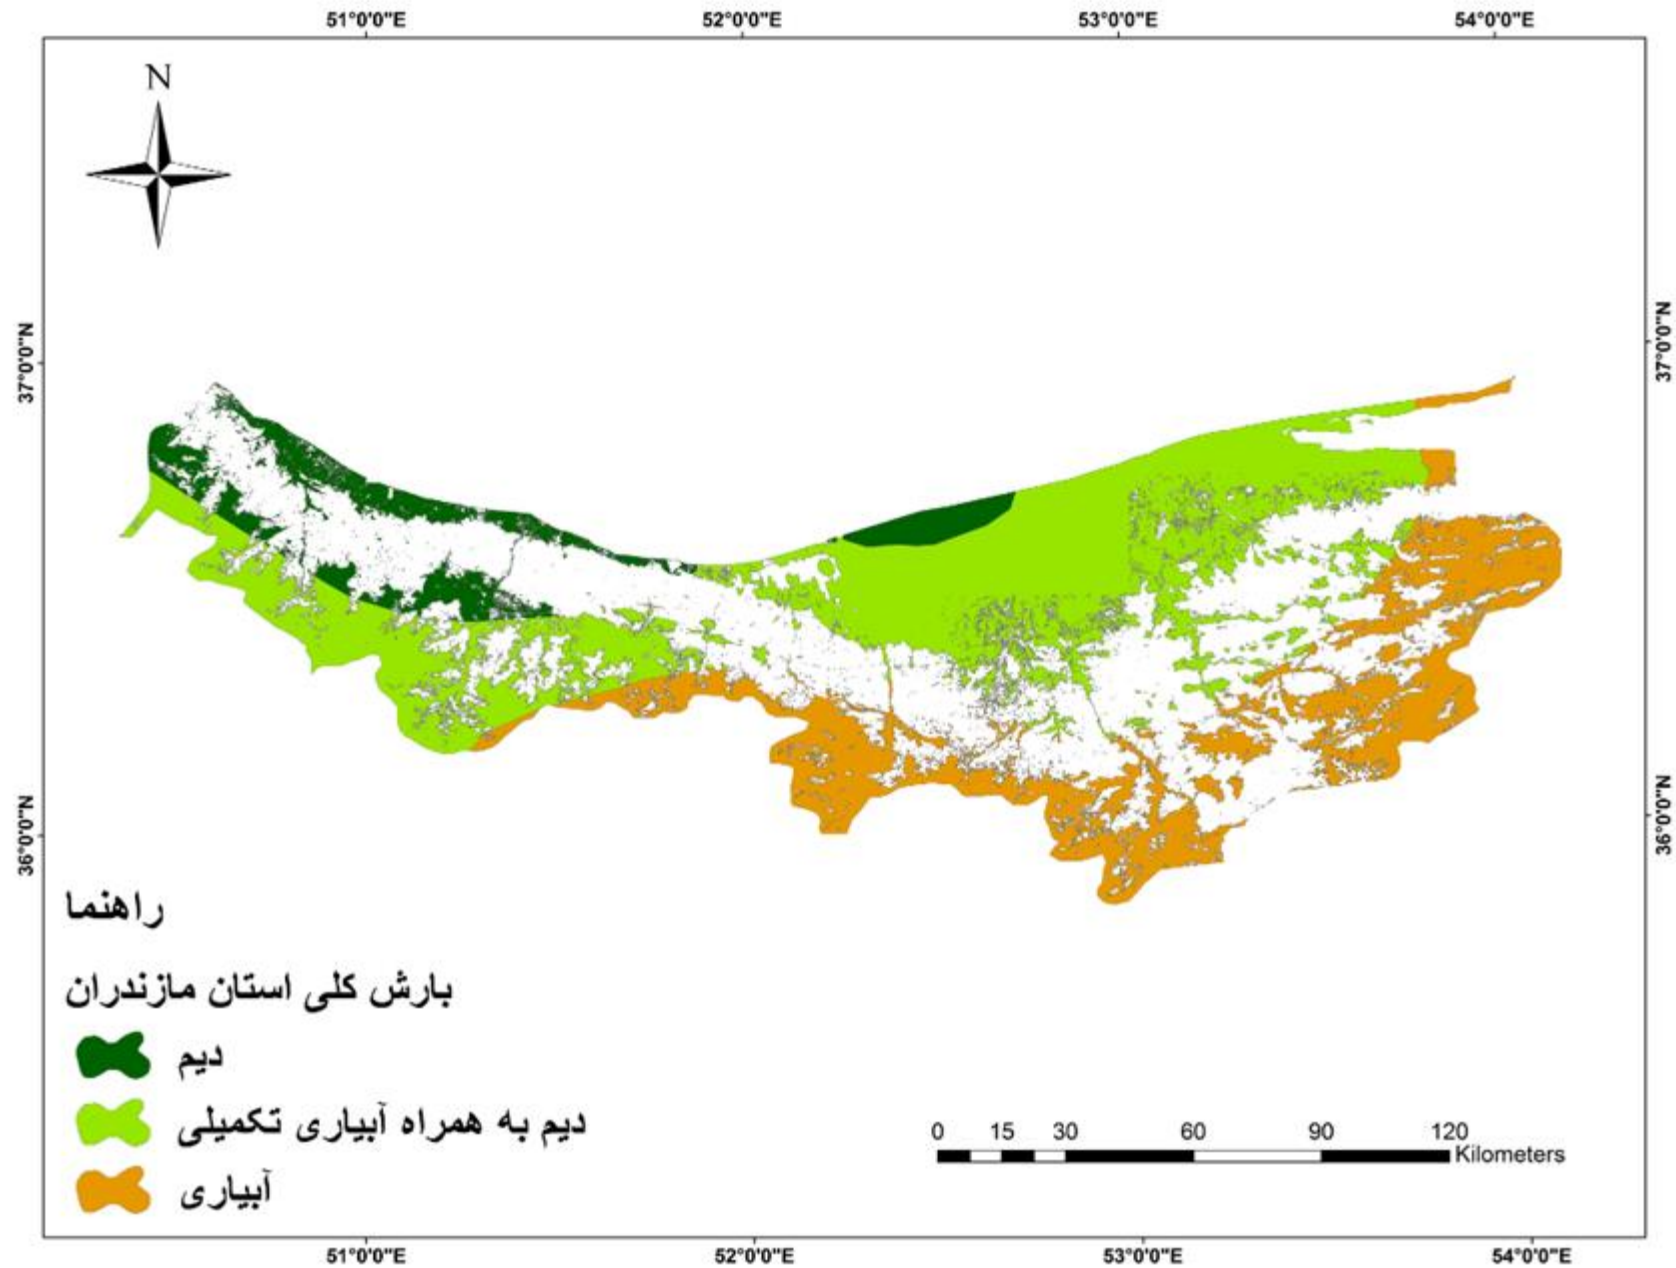 51°0'0"E 52°0'0"E 53°0'0"E 54°0'0"E
N
37°0'0"N 37°0'0"N
36°0'0"N 36°0'0"N
راهنما
بارش کلی استان مازندران
دیم
دیم به همراه آبیاری تکمیلی
آبیاری
0 15 30 60 90 120
Kilometers
51°0'0"E 52°0'0"E 53°0'0"E 54°0'0"E